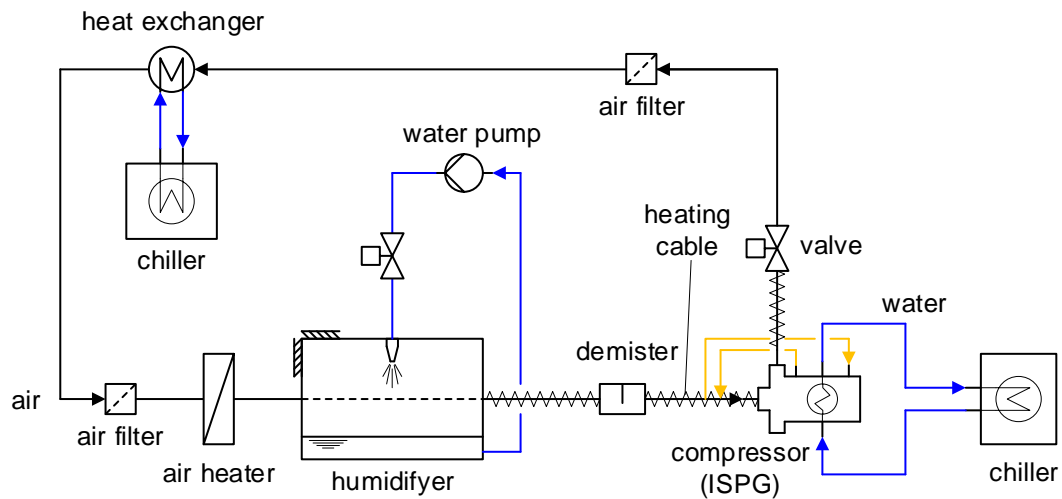 heat exchanger
air filter
water pump
heating
cable
chiller
valve
water
demister
air
air filter
air heater
humidifyer
compressor
(ISPG)
chiller